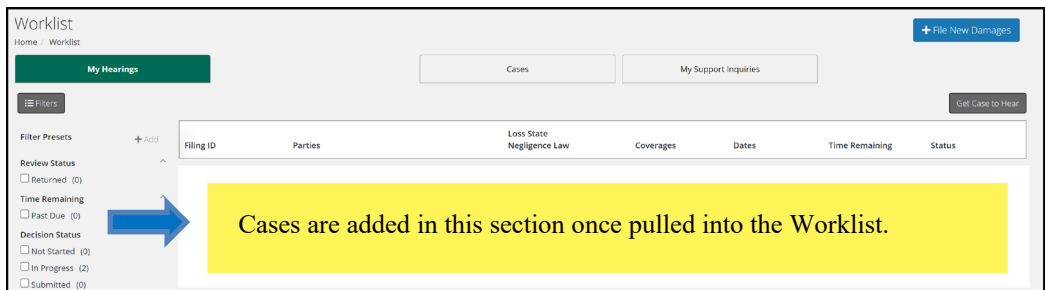 Worklist
Home / Worklist
+ File New Damages
My Hearings
Cases
My Support Inquiries
Filters
Get Case to Hear
Filter Presets
+ Add
Filing ID
Parties
Loss State
Negligence Law
Coverages
Dates
Time Remaining
Status
Review Status
Returned (0)
Time Remaining
Past Due (0)
Decision Status
Not Started (0)
In Progress (2)
Submitted (0)
Cases are added in this section once pulled into the Worklist.